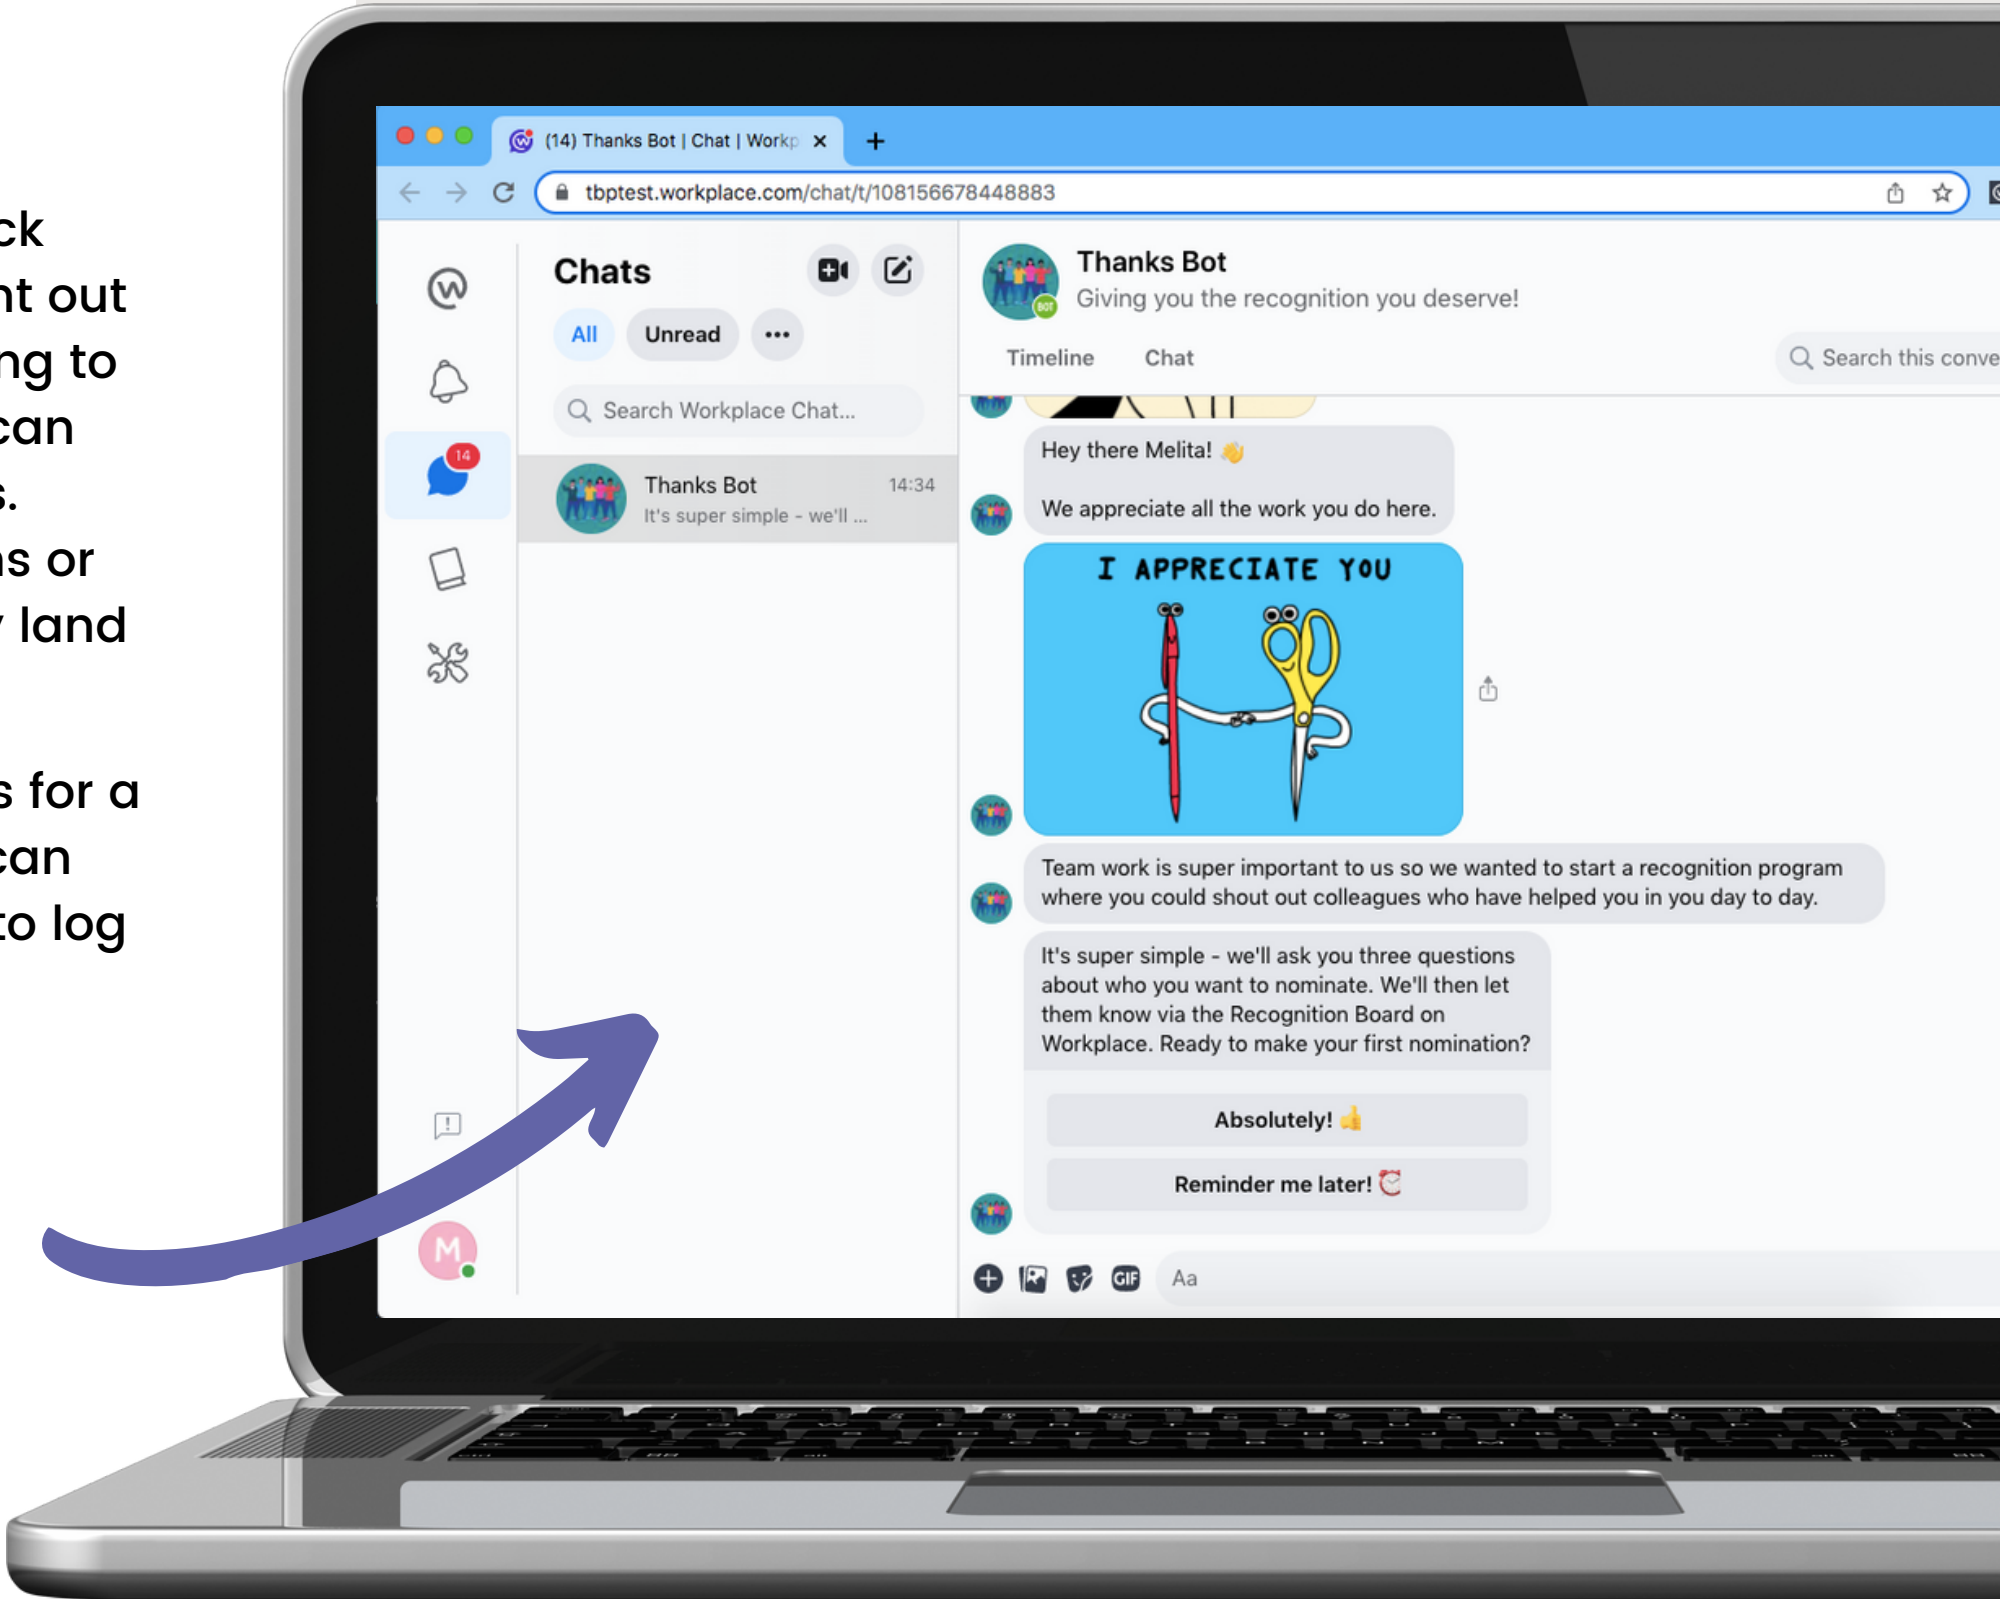 ck
nt out
ng to
can
s.
ns or
y land
s for a
can
to log
(14) Thanks Bot | Chat | Workp
tbptest.workplace.com/chat/t/108156678448883
Chats
All
Unread
Search Workplace Chat...
14
Thanks Bot
14:34
It's super simple - we'll ...
M
Thanks Bot
Giving you the recognition you deserve!
BOT
Timeline
Chat
Search this conve
Hey there Melita! 👋
We appreciate all the work you do here.
I APPRECIATE YOU
Team work is super important to us so we wanted to start a recognition program
where you could shout out colleagues who have helped you in you day to day.
It's super simple - we'll ask you three questions
about who you want to nominate. We'll then let
them know via the Recognition Board on
Workplace. Ready to make your first nomination?
Absolutely! 👍
Reminder me later! ⏰
GIF
Aa